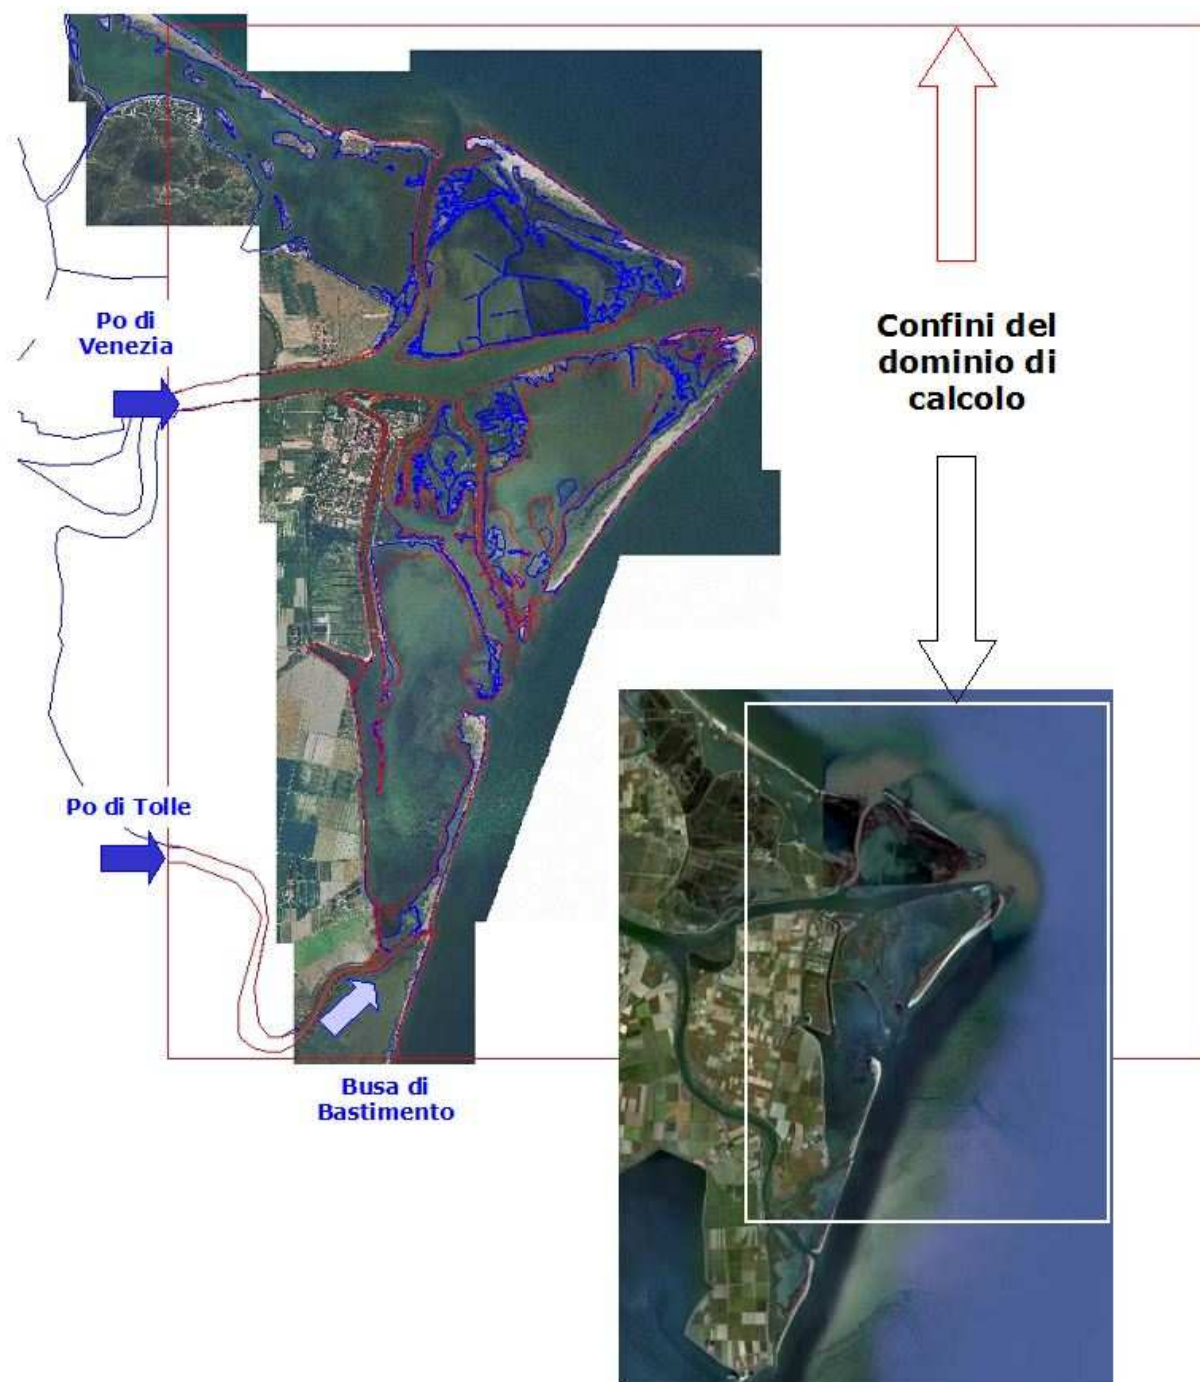 Po di
Venezia
Confini del
dominio di
calcolo
Po di Tolle
Busa di
Bastimento